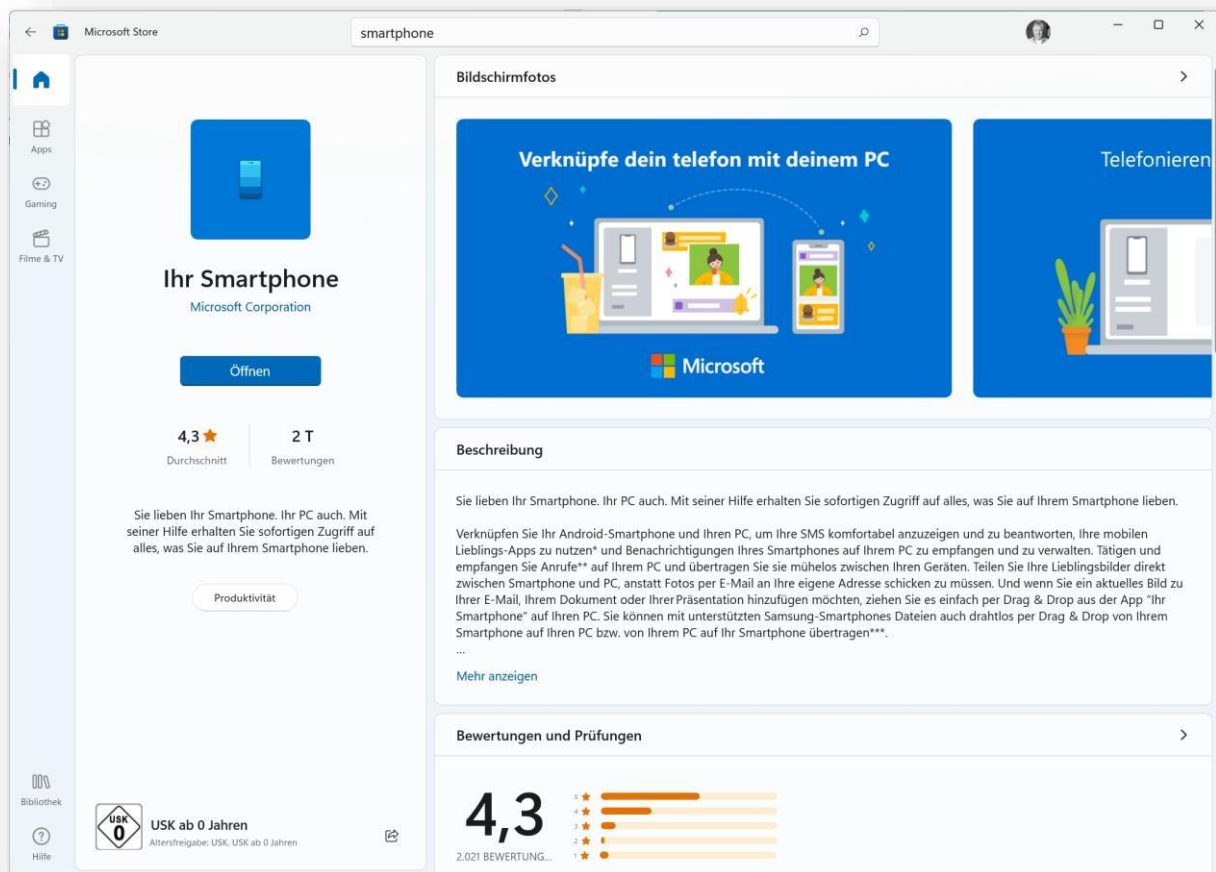 Microsoft Store
smartphone
Apps
Gaming
Filme & TV
Bibliothek
Hilfe
Ihr Smartphone
Microsoft Corporation
Öffnen
4,3
2 T
Durchschnitt
Bewertungen
Sie lieben Ihr Smartphone. Ihr PC auch. Mit
seiner Hilfe erhalten Sie sofortigen Zugriff auf
alles, was Sie auf Ihrem Smartphone lieben.
Produktivität
USK
0
USK ab 0 Jahren
Altersfreigabe: USK. USK ab 0 Jahren
Bildschirmfotos
Verknüpfe dein telefon mit deinem PC
Microsoft
Telefonieren
Beschreibung
Sie lieben Ihr Smartphone. Ihr PC auch. Mit seiner Hilfe erhalten Sie sofortigen Zugriff auf alles, was Sie auf Ihrem Smartphone lieben.
Verknüpfen Sie Ihr Android-Smartphone und Ihren PC, um Ihre SMS komfortabel anzuzeigen und zu beantworten, Ihre mobilen
Lieblings-Apps zu nutzen* und Benachrichtigungen Ihres Smartphones auf Ihrem PC zu empfangen und zu verwalten. Tätigen und
empfangen Sie Anrufe** auf Ihrem PC und übertragen Sie sie mühelos zwischen Ihren Geräten. Teilen Sie Ihre Lieblingsbilder direkt
zwischen Smartphone und PC, anstatt Fotos per E-Mail an Ihre eigene Adresse schicken zu müssen. Und wenn Sie ein aktuelles Bild zu
Ihrer E-Mail, Ihrem Dokument oder Ihrer Präsentation hinzufügen möchten, ziehen Sie es einfach per Drag & Drop aus der App "Ihr
Smartphone" auf Ihren PC. Sie können mit unterstützten Samsung-Smartphones Dateien auch drahtlos per Drag & Drop von Ihrem
Smartphone auf Ihren PC bzw. von Ihrem PC auf Ihr Smartphone übertragen***.
...
Mehr anzeigen
Bewertungen und Prüfungen
4,3
2.021 BEWERTUNG...
5
4
3
2
1